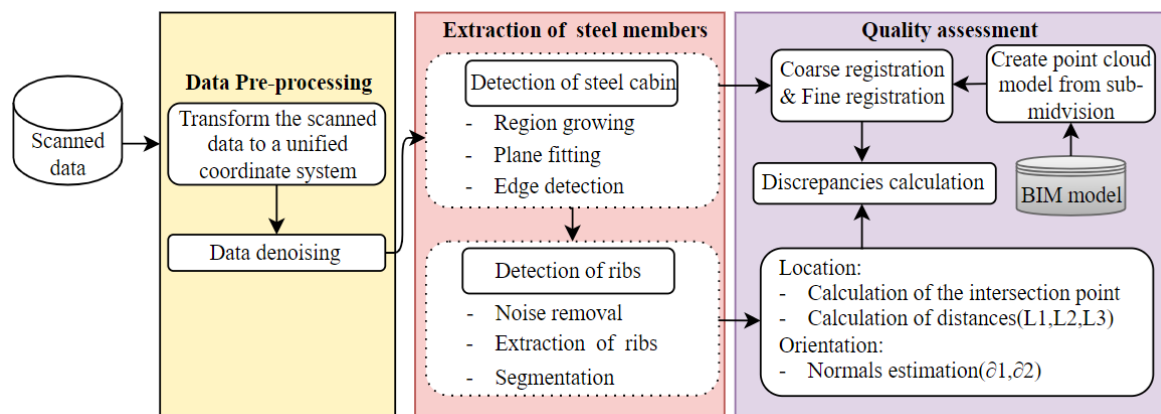 Scanned
data
Data Pre-processing
Transform the scanned
data to a unified
coordinate system
Data denoising
Extraction of steel members
Detection of steel cabin
- Region growing
- Plane fitting
- Edge detection
Detection of ribs
- Noise removal
- Extraction of ribs
- Segmentation
Quality assessment
Coarse registration
& Fine registration
Create point cloud
model from sub-
midvision
Discrepancies calculation
BIM model
Location:
- Calculation of the intersection point
- Calculation of distances(L1,L2,L3)
Orientation:
- Normals estimation(∂1,∂2)